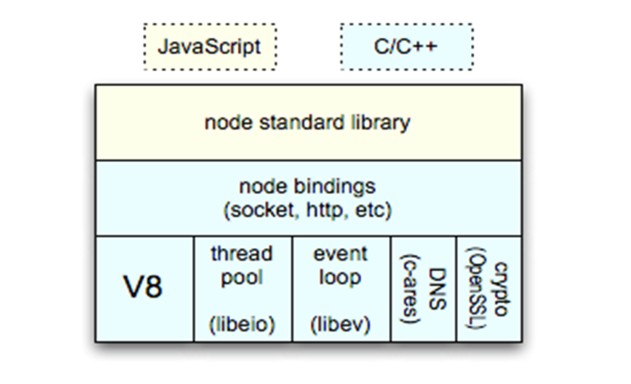 JavaScript
C/C++
node standard library
node bindings
(socket, http, etc)
V8
thread
pool
(libeio)
event
loop
(libev)
DNS
(c-ares)
crypto
(OpenSSL)